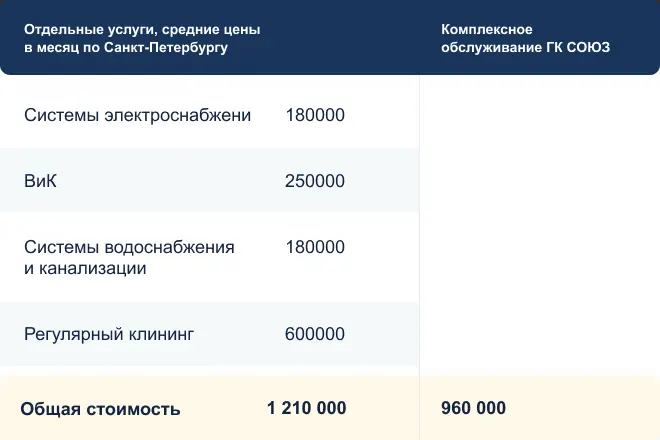 Отдельные услуги, средние цены
в месяц по Санкт-Петербургу
Комплексное
обслуживание ГК СОЮЗ
Системы электроснабжени 180000
ВиК 250000
Системы водоснабжения 180000
и канализации
Регулярный клининг 600000
Общая стоимость 1 210 000 960 000